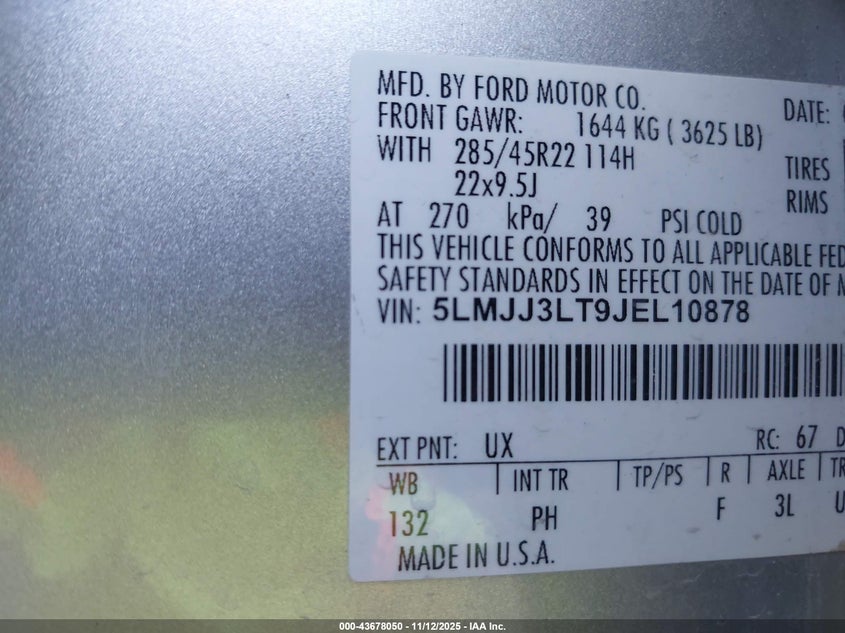 MFD. BY FORD MOTOR CO.
DATE:
FRONT GAWR: 1644 KG ( 3625 LB)
WITH 285/45R22 114H TIRES
22x9.5J RIMS
AT 270 kPa/ 39 PSI COLD
THIS VEHICLE CONFORMS TO ALL APPLICABLE FED
SAFETY STANDARDS IN EFFECT ON THE DATE OF M
VIN: 5LMJJ3LT9JEL10878
EXT PNT: UX RC: 67 D
WB INT TR TP/PS R AXLE TR
132 PH F 3L U
MADE IN U.S.A.
000-43678050 - 11/12/2025 - IAA Inc.